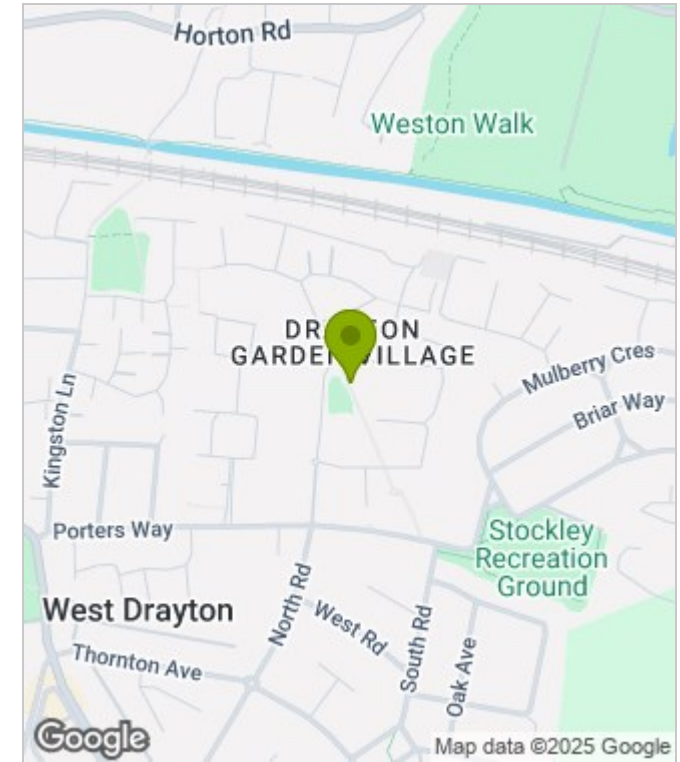 Horton Rd
Weston Walk
GARDEN VILLAGE
Mulberry Cres
Briar Way
Kingston Ln
Porters Way
Stockley
Recreation
Ground
West Drayton
North Rd
West Rd
South Rd
Oak Ave
Thornton Ave
Google
Map data ©2025 Google